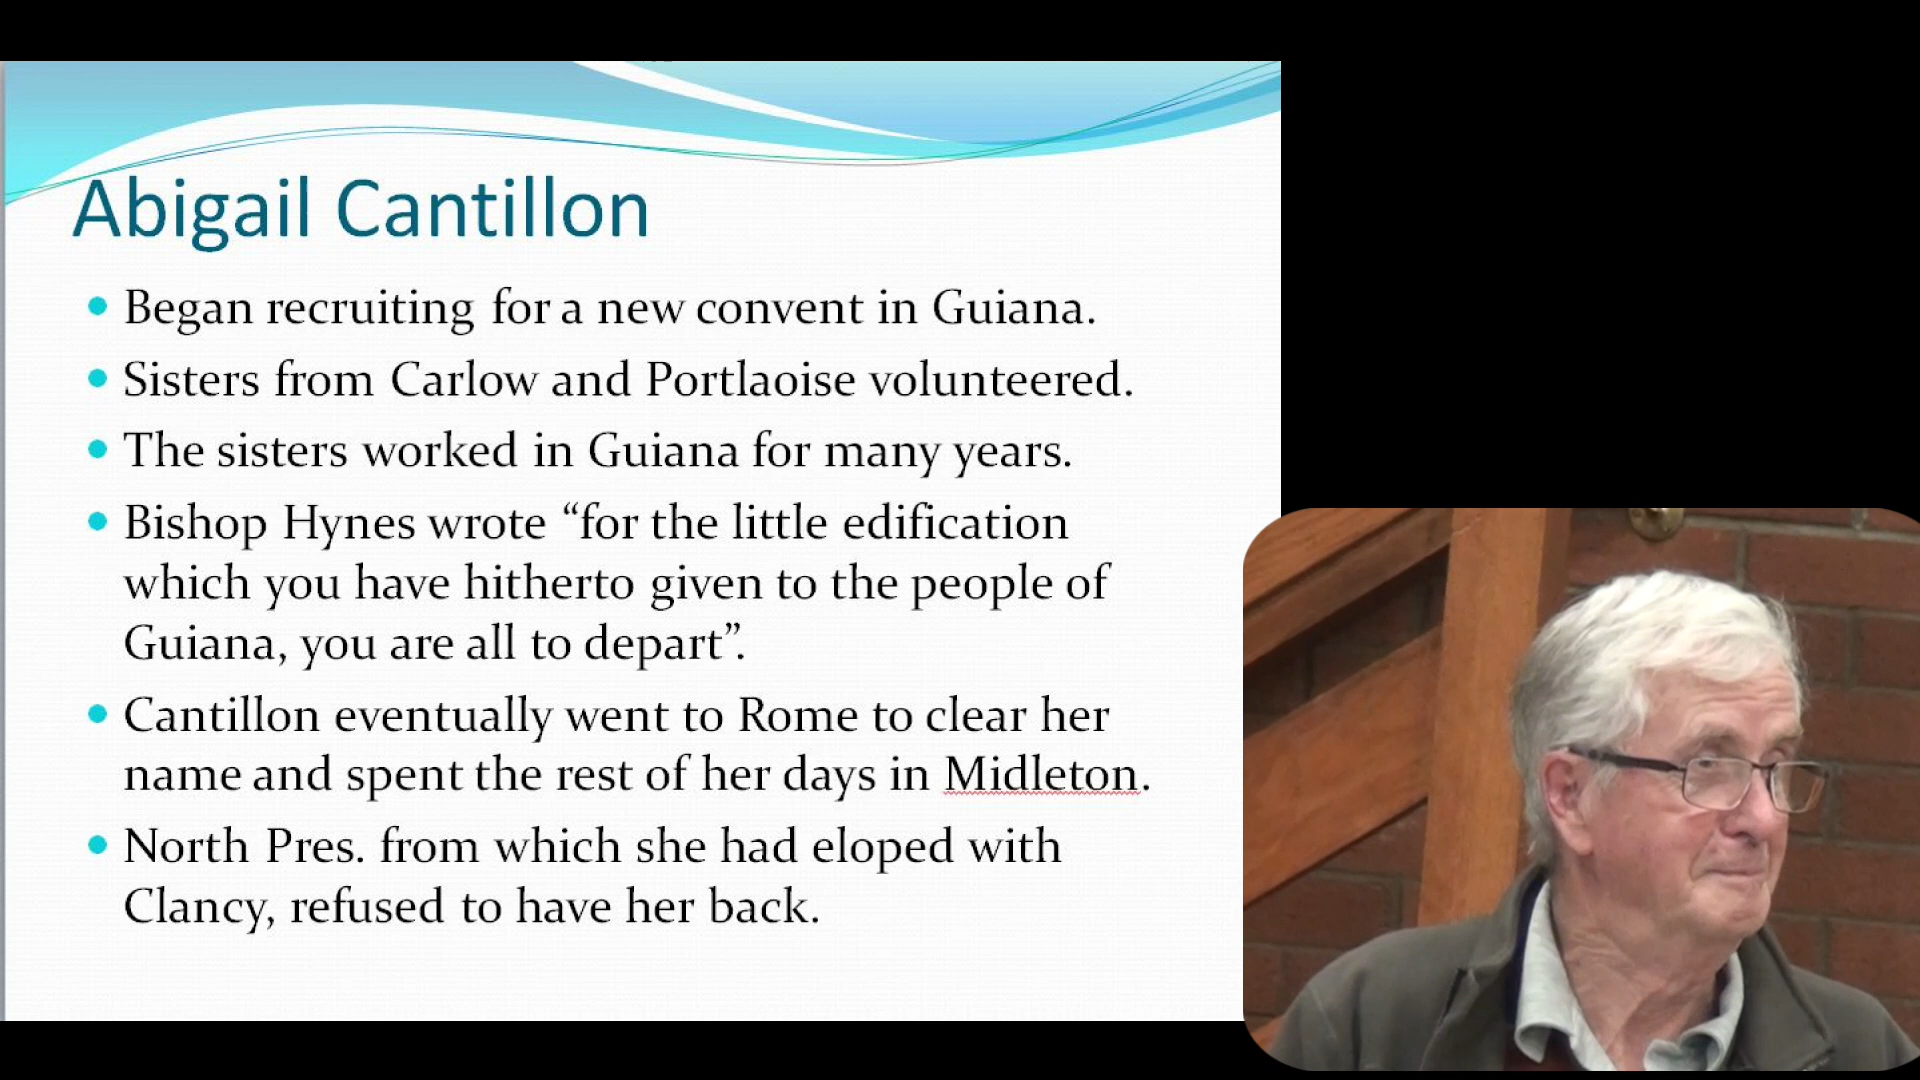 Abigail Cantillon
• Began recruiting for a new convent in Guiana.
• Sisters from Carlow and Portlaoise volunteered.
• The sisters worked in Guiana for many years.
• Bishop Hynes wrote “for the little edification
which you have hitherto given to the people of
Guiana, you are all to depart”.
• Cantillon eventually went to Rome to clear her
name and spent the rest of her days in Midleton.
• North Pres. from which she had eloped with
Clancy, refused to have her back.